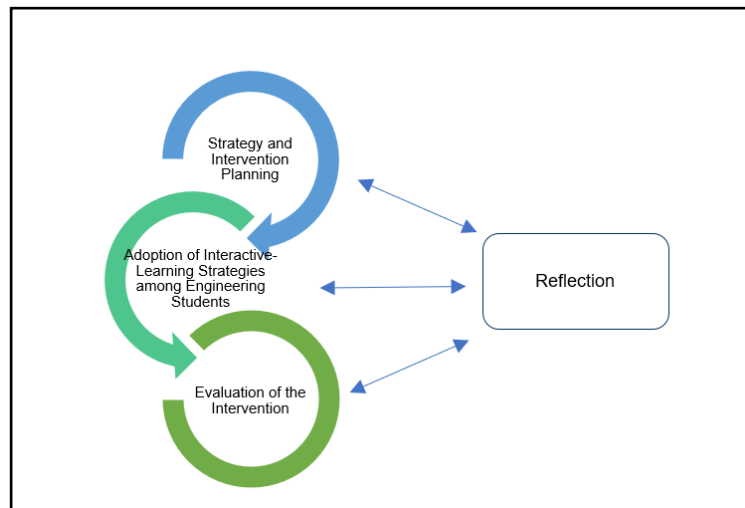 Strategy and
Intervention
Planning
Adoption of Interactive-
Learning Strategies
among Engineering
Students
Evaluation of the
Intervention
Reflection